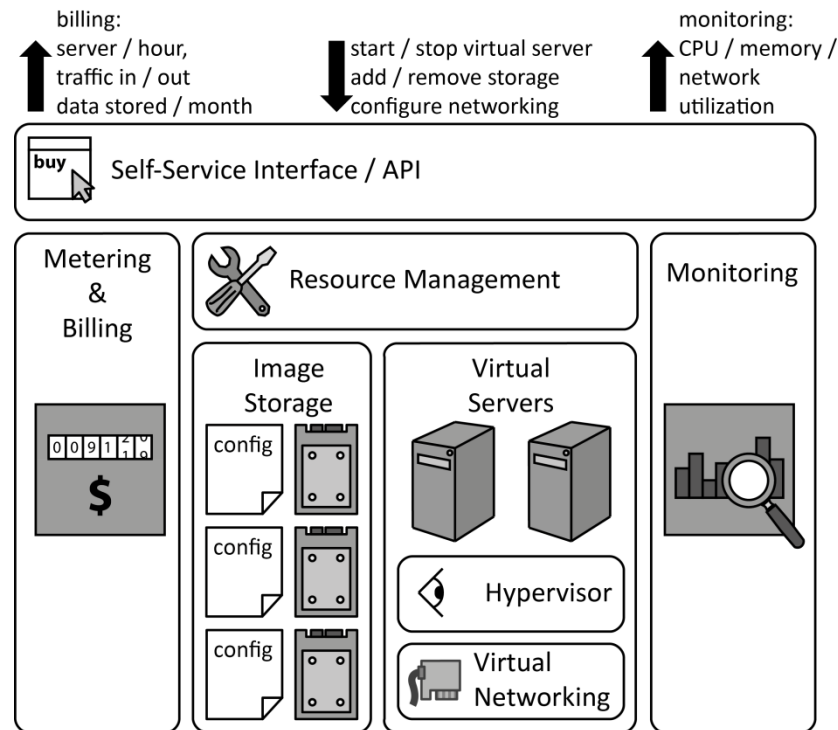 billing:
server / hour,
traffic in / out
data stored / month
start / stop virtual server
add / remove storage
configure networking
monitoring:
CPU / memory /
network
utilization
buy
Self-Service Interface / API
Metering
&
Billing
$
Resource Management
Image
Storage
config
config
config
Virtual
Servers
Hypervisor
Virtual
Networking
Monitoring